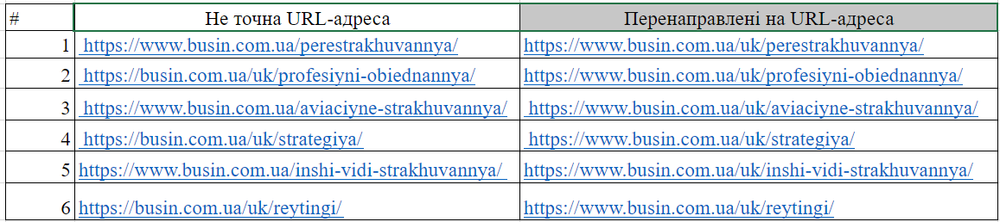 # Не точна URL-адреса Перенаправлені на URL-адреса
1 https://www.busin.com.ua/perestrakhuvannya/ https://www.busin.com.ua/uk/perestrakhuvannya/
2 https://busin.com.ua/uk/profesiyni-obiednannya/ https://www.busin.com.ua/uk/profesiyni-obiednannya/
3 https://www.busin.com.ua/aviaciyne-strakhuvannya/ https://www.busin.com.ua/uk/aviaciyne-strakhuvannya/
4 https://busin.com.ua/uk/strategiya/ https://www.busin.com.ua/uk/strategiya/
5 https://www.busin.com.ua/inshi-vidi-strakhuvannya/ https://www.busin.com.ua/uk/inshi-vidi-strakhuvannya/
6 https://busin.com.ua/uk/reytingi/ https://www.busin.com.ua/uk/reytingi/